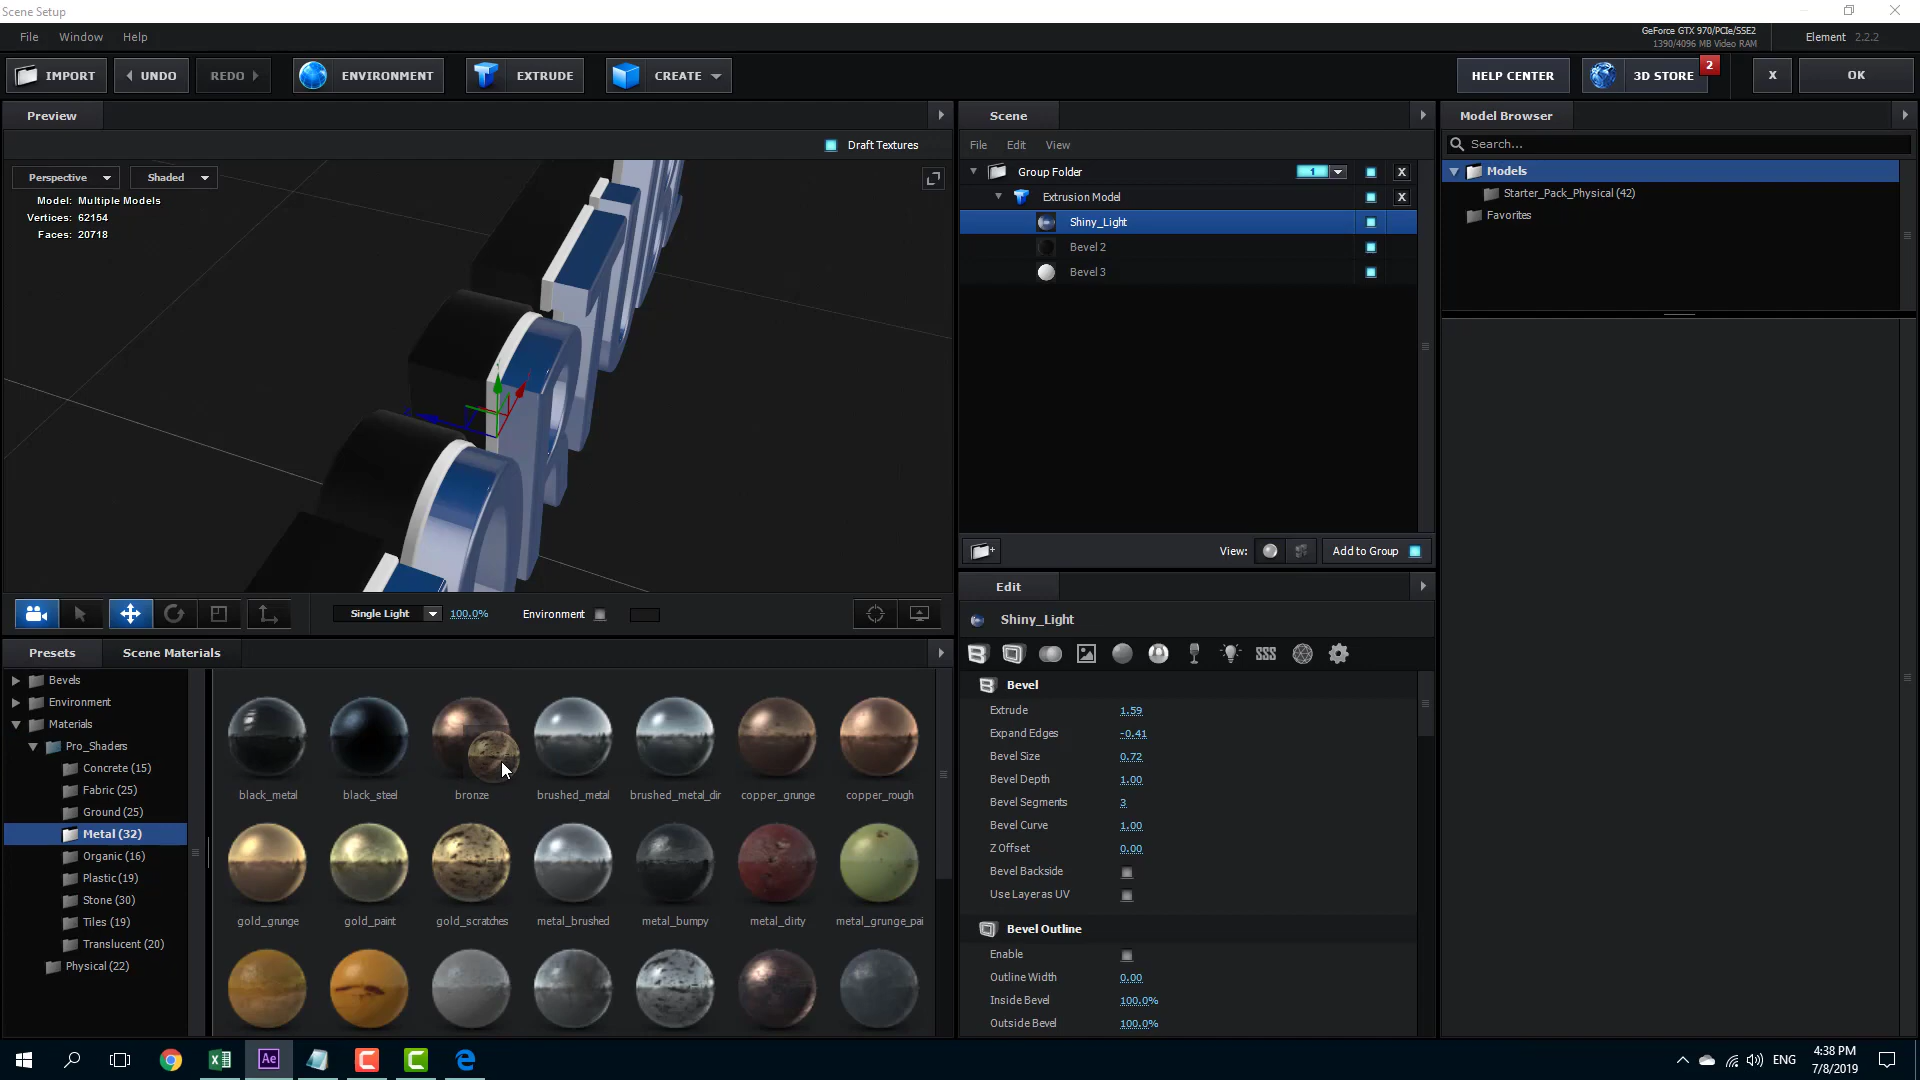 Scene Setup
File Window Help
GeForce GTX 970/PCIe/SSE2
1390/4096 MB Video RAM
Element 2.2.2
IMPORT UNDO REDO ENVIRONMENT EXTRUDE CREATE HELP CENTER 3D STORE 2 X OK
Preview
Draft Textures
Perspective Shaded
Model: Multiple Models
Vertices: 62154
Faces: 20718
Single Light 100.0% Environment
Scene
File Edit View
Group Folder 1 X
Extrusion Model X
Shiny_Light
Bevel 2
Bevel 3
View: Add to Group
Model Browser
Search...
Models
Starter_Pack_Physical (42)
Favorites
Presets Scene Materials
Bevels
Environment
Materials
Pro_Shaders
Concrete (15)
Fabric (25)
Ground (25)
Metal (32)
Organic (16)
Plastic (19)
Stone (30)
Tiles (19)
Translucent (20)
Physical (22)
black_metal black_steel bronze brushed_metal brushed_metal_dir copper_grunge copper_rough
gold_grunge gold_paint gold_scratches metal_brushed metal_bumpy metal_dirty metal_grunge_pai
Edit
Shiny_Light
Bevel
Extrude 1.59
Expand Edges -0.41
Bevel Size 0.72
Bevel Depth 1.00
Bevel Segments 3
Bevel Curve 1.00
Z Offset 0.00
Bevel Backside
Use Layer as UV
Bevel Outline
Enable
Outline Width 0.00
Inside Bevel 100.0%
Outside Bevel 100.0%
Ae
ENG
4:38 PM
7/8/2019